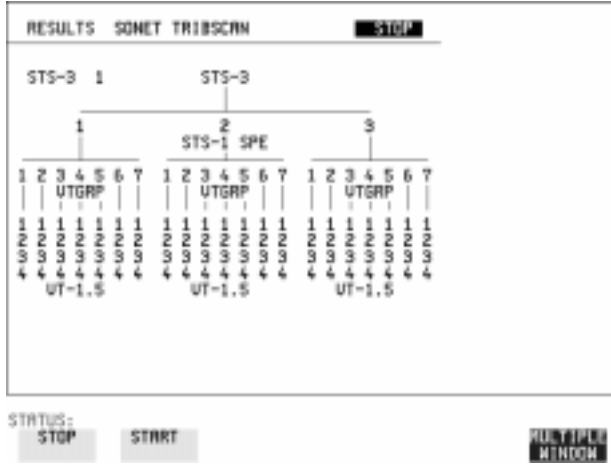 RESULTS SONET TRIBSCAN STOP
STS-3 1 STS-3
1 2 3
STS-1 SPE
1 2 3 4 5 6 7 1 2 3 4 5 6 7 1 2 3 4 5 6 7
VTGRP VTGRP VTGRP
1 1 1 1 1 1 1 1 1 1 1 1 1 1 1 1 1 1 1 1 1
2 2 2 2 2 2 2 2 2 2 2 2 2 2 2 2 2 2 2 2 2
3 3 3 3 3 3 3 3 3 3 3 3 3 3 3 3 3 3 3 3 3
4 4 4 4 4 4 4 4 4 4 4 4 4 4 4 4 4 4 4 4 4
VT-1.5 VT-1.5 VT-1.5
STATUS:
STOP START MULTIPLE
WINDOW